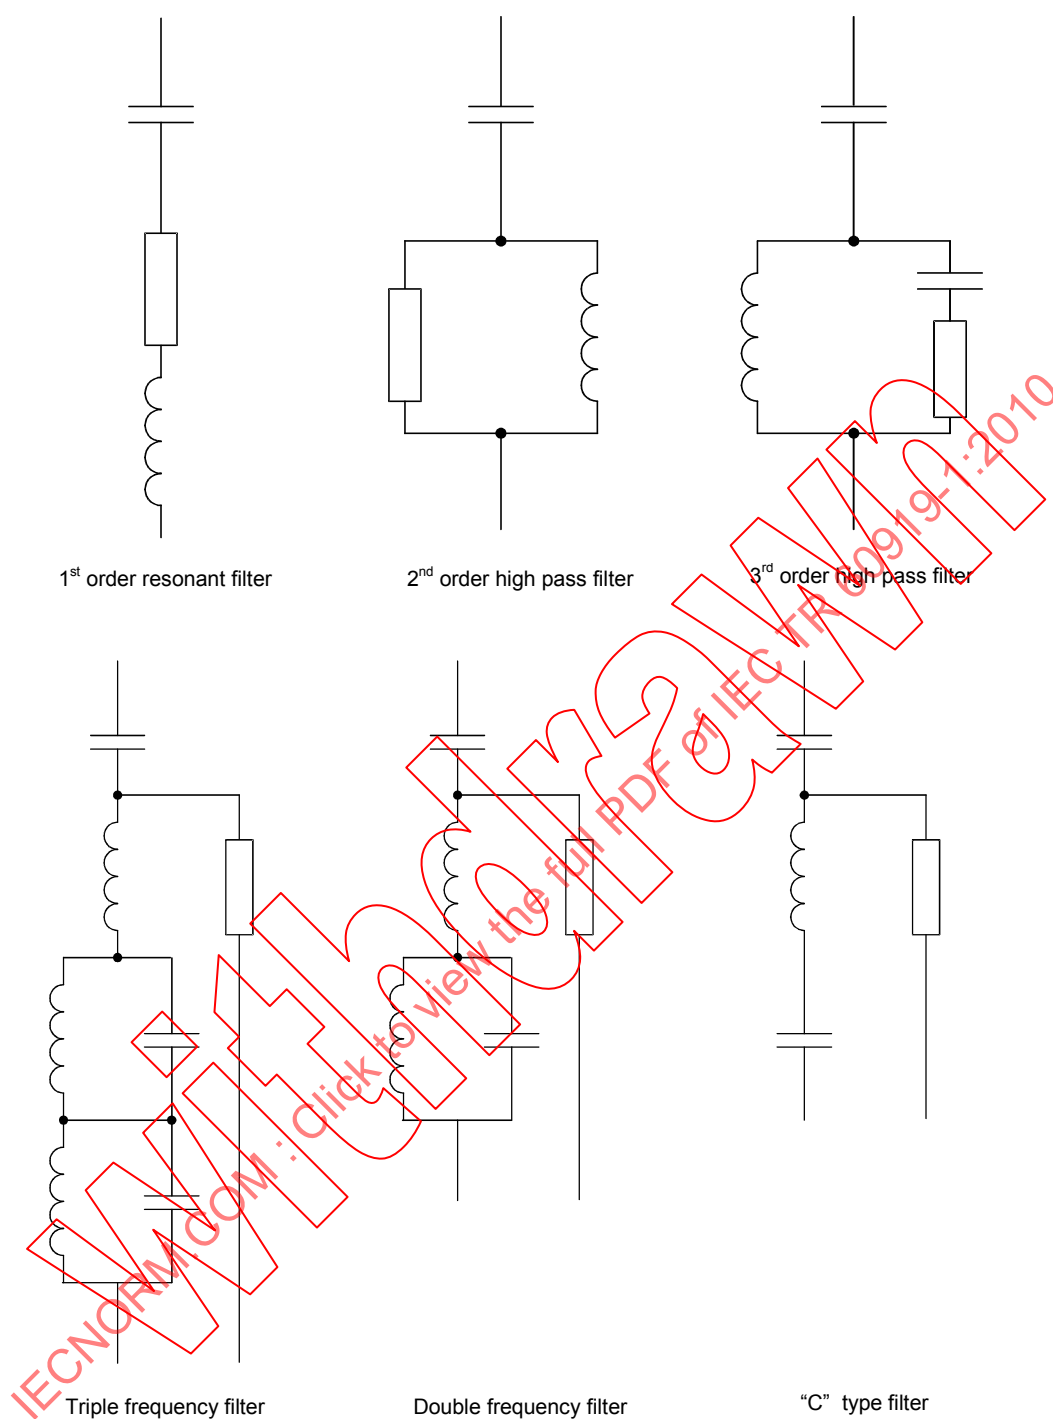 1st order resonant filter
2nd order high pass filter
3rd order high pass filter
Triple frequency filter
Double frequency filter
“C” type filter
Withdrawn
IECNORM.COM : Click to view the full PDF of IEC TR 60919-1:2010